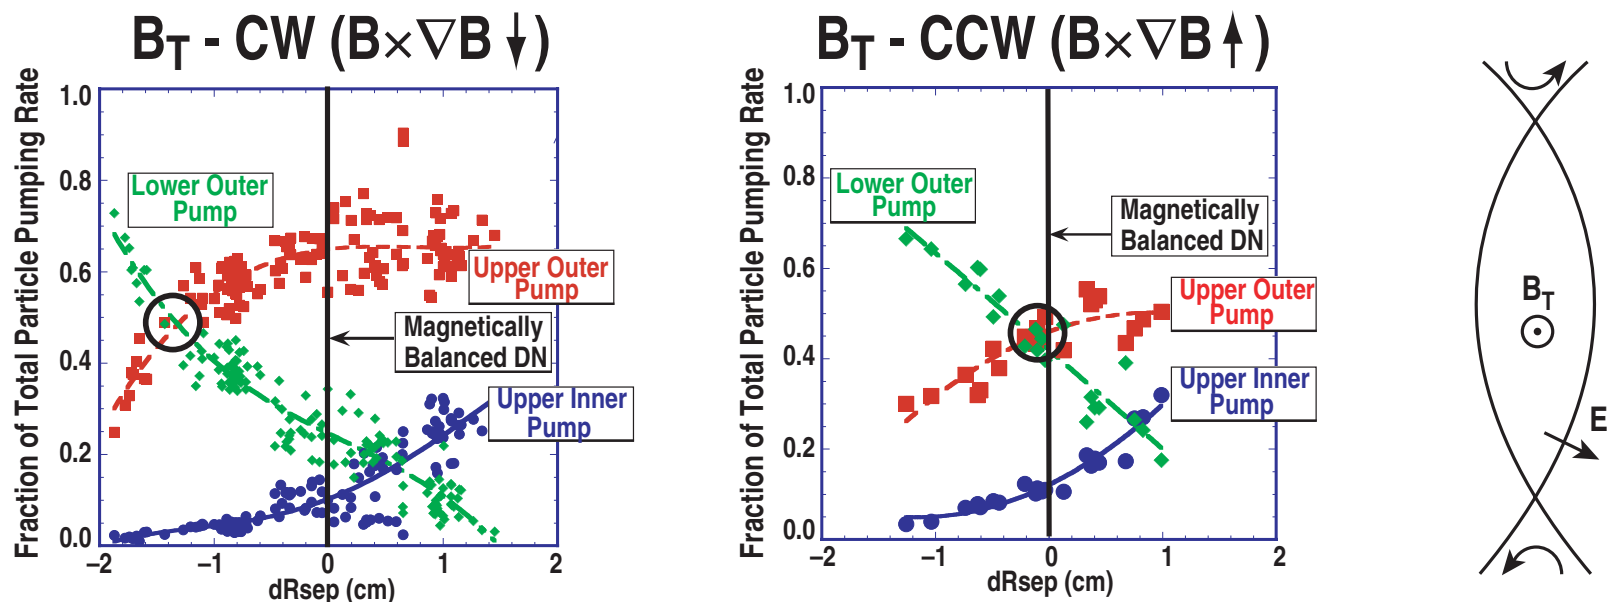 B_T - CW (B×∇B↓)
Fraction of Total Particle Pumping Rate
1.0
0.8
0.6
0.4
0.2
0.0
Lower Outer
Pump
Upper Outer
Pump
Magnetically
Balanced DN
Upper Inner
Pump
−2
−1
0
1
2
dRsep (cm)
B_T - CCW (B×∇B↑)
Fraction of Total Particle Pumping Rate
1.0
0.8
0.6
0.4
0.2
0.0
Lower Outer
Pump
Magnetically
Balanced DN
Upper Outer
Pump
Upper Inner
Pump
−2
−1
0
1
2
dRsep (cm)
B_T
E